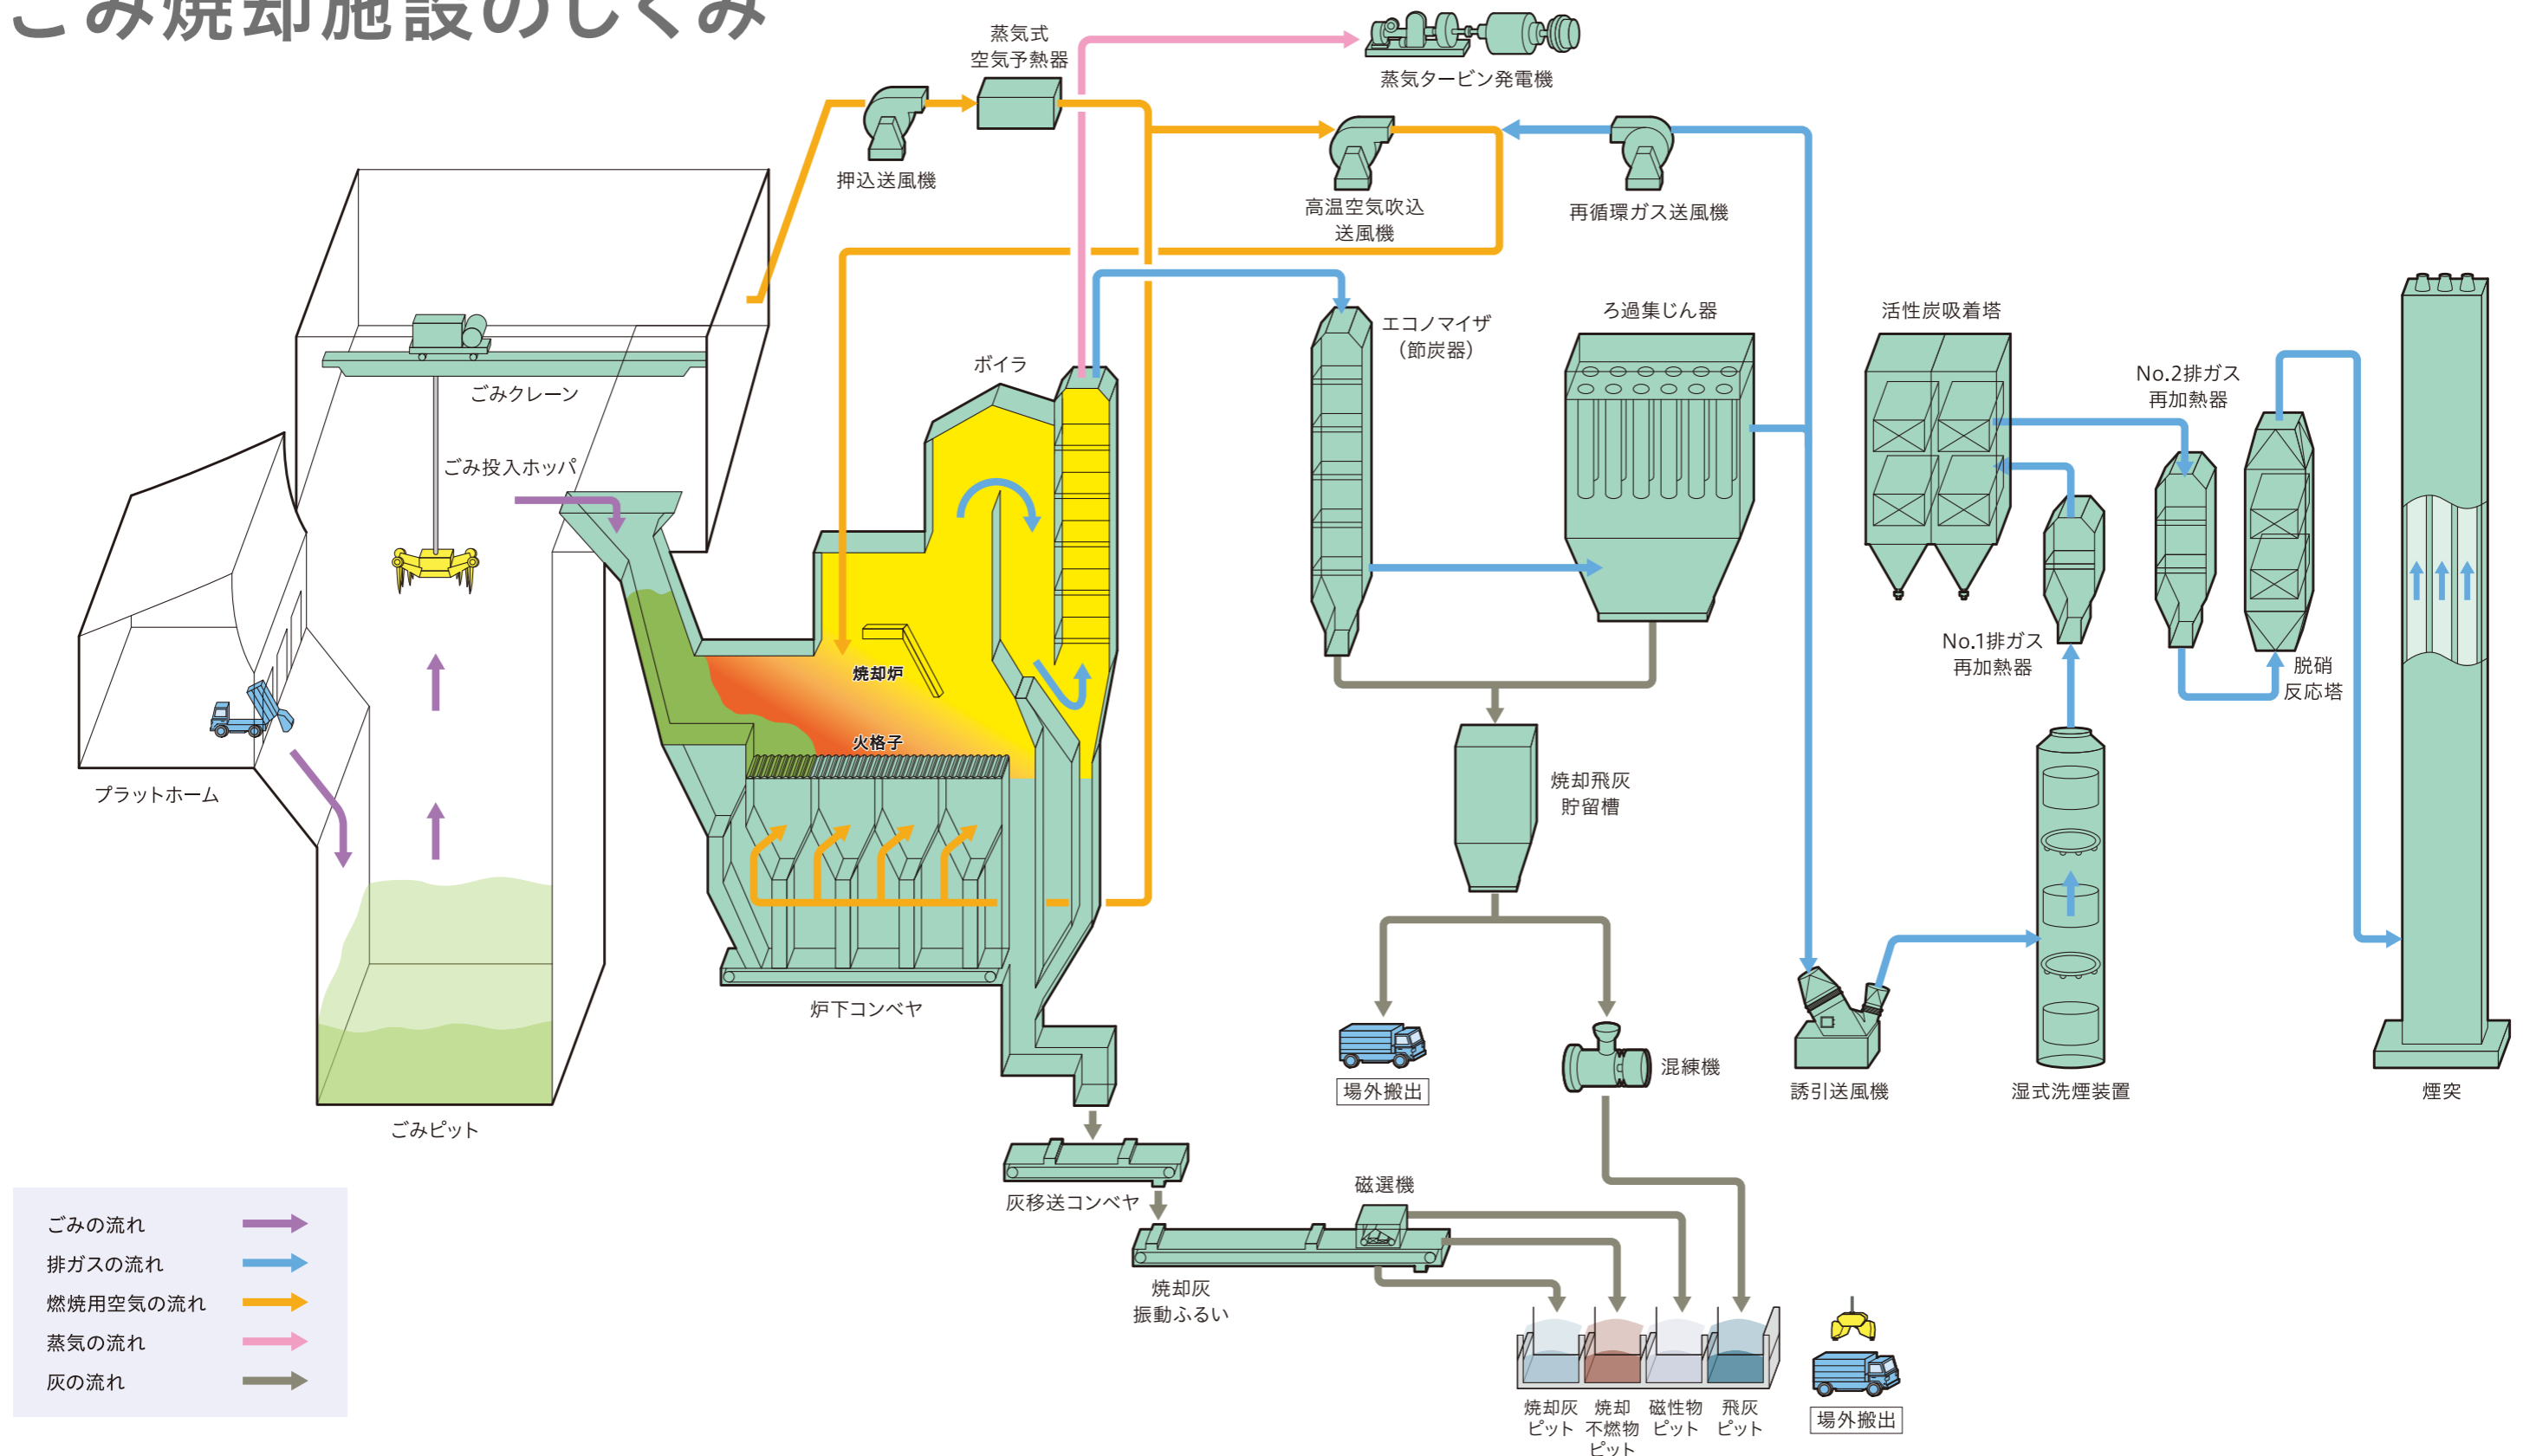 ごみ焼却施設のしくみ
蒸気式
空気予熱器
蒸気タービン発電機
押込送風機
高温空気吹込
送風機
再循環ガス送風機
エコノマイザ
（節炭器）
ろ過集じん器
活性炭吸着塔
No.2排ガス
再加熱器
ボイラ
ごみクレーン
ごみ投入ホッパ
No.1排ガス
再加熱器
脱硝
反応塔
焼却炉
火格子
プラットホーム
焼却飛灰
貯留槽
炉下コンベヤ
場外搬出
混練機
誘引送風機
湿式洗煙装置
煙突
ごみピット
灰移送コンベヤ
磁選機
焼却灰
振動ふるい
ごみの流れ
排ガスの流れ
燃焼用空気の流れ
蒸気の流れ
灰の流れ
焼却灰
ピット
焼却
不燃物
ピット
磁性物
ピット
飛灰
ピット
場外搬出